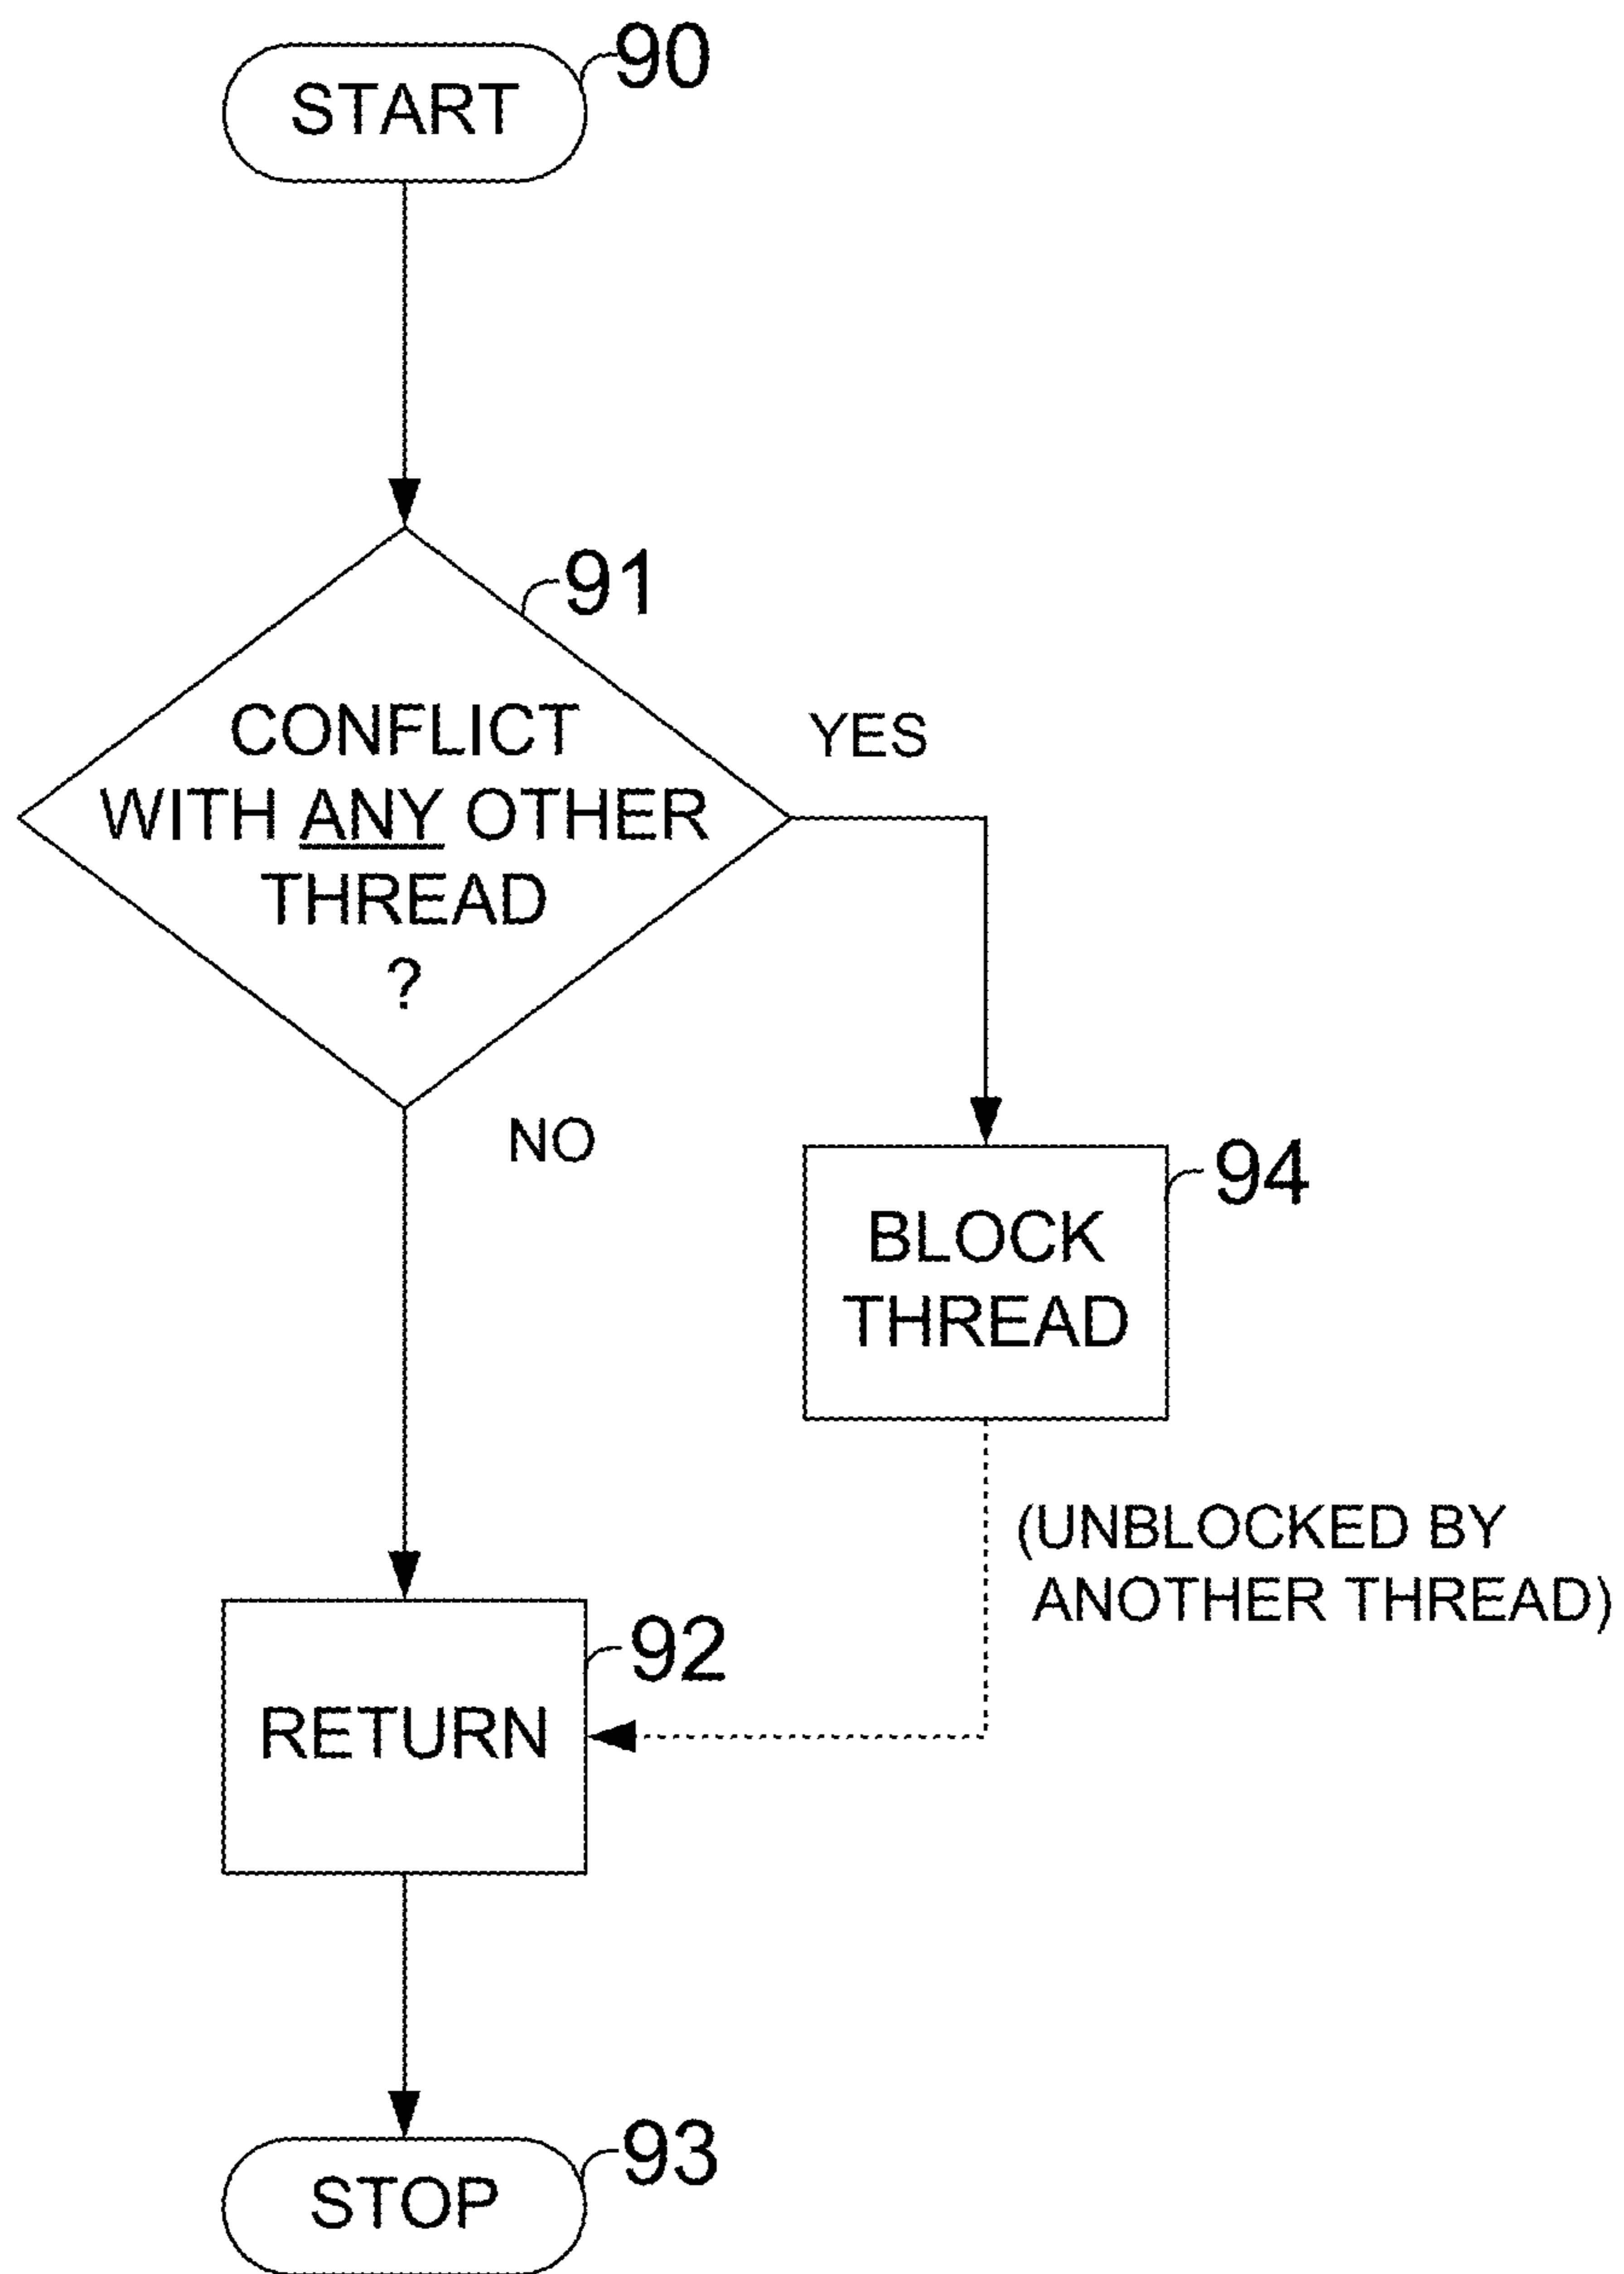 90
START
91
CONFLICT
WITH ANY OTHER
THREAD
?
YES
NO
94
BLOCK
THREAD
(UNBLOCKED BY
ANOTHER THREAD)
92
RETURN
93
STOP